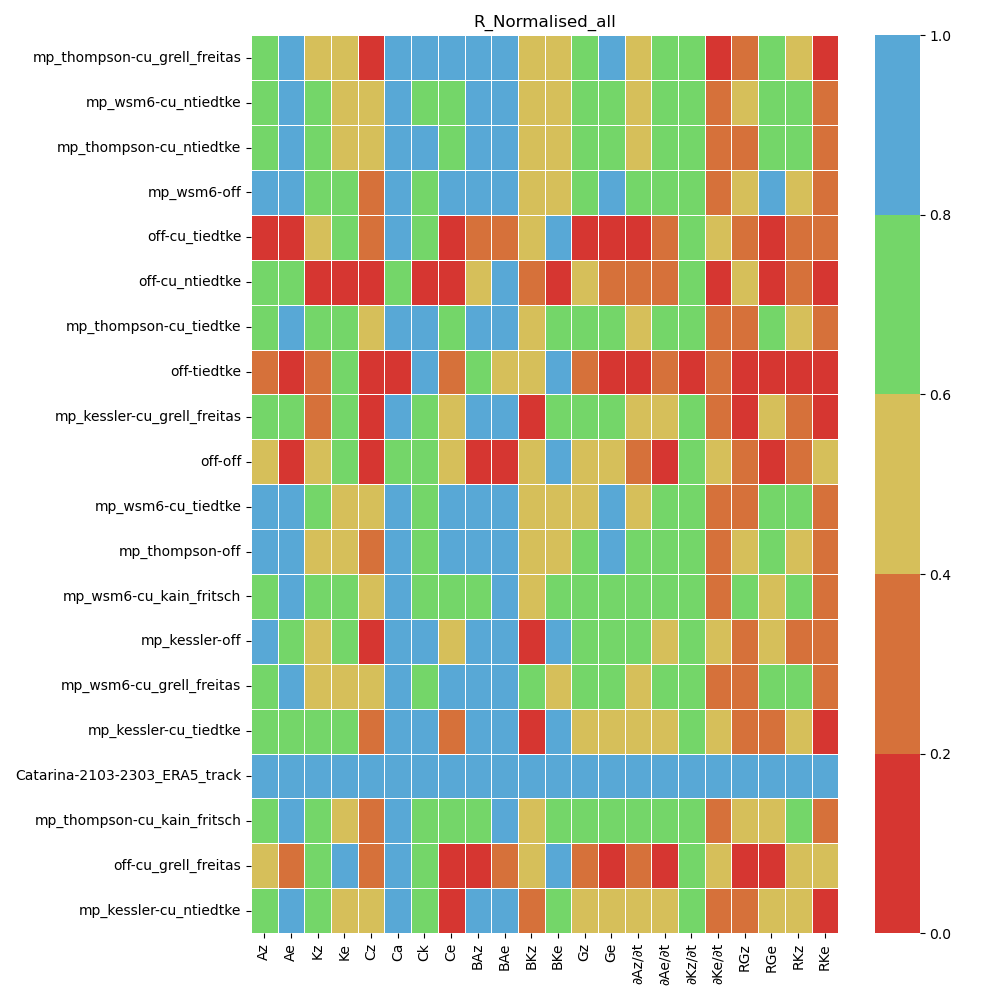 R_Normalised_all
mp_thompson-cu_grell_freitas
mp_wsm6-cu_ntiedtke
mp_thompson-cu_ntiedtke
mp_wsm6-off
off-cu_tiedtke
off-cu_ntiedtke
mp_thompson-cu_tiedtke
off-tiedtke
mp_kessler-cu_grell_freitas
off-off
mp_wsm6-cu_tiedtke
mp_thompson-off
mp_wsm6-cu_kain_fritsch
mp_kessler-off
mp_wsm6-cu_grell_freitas
mp_kessler-cu_tiedtke
Catarina-2103-2303_ERA5_track
mp_thompson-cu_kain_fritsch
off-cu_grell_freitas
mp_kessler-cu_ntiedtke
Az
Ae
Kz
Ke
Cz
Ca
Ck
Ce
BAz
BAe
BKz
BKe
Gz
Ge
∂Az/∂t
∂Ae/∂t
∂Kz/∂t
∂Ke/∂t
RGz
RGe
RKz
RKe
1.0
0.8
0.6
0.4
0.2
0.0